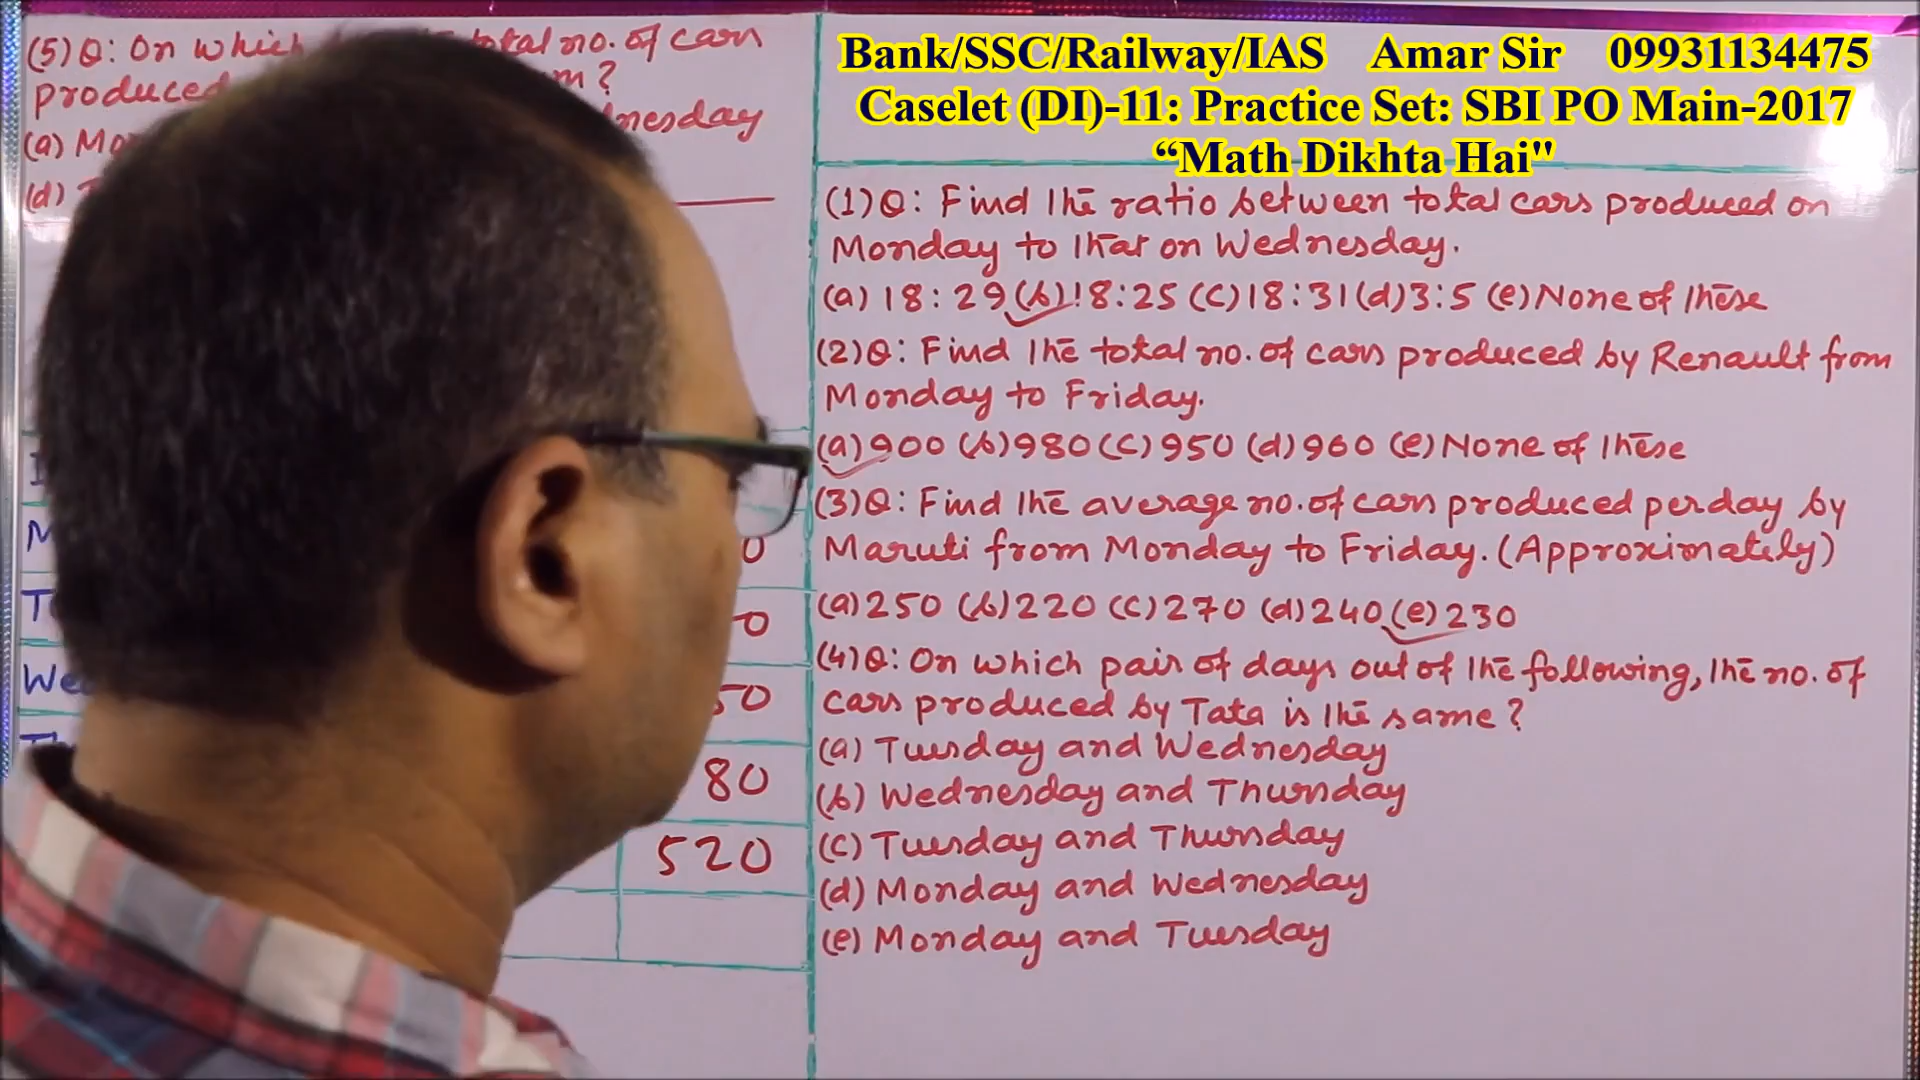 Bank/SSC/Railway/IAS Amar Sir 09931134475
Caselet (DI)-11: Practice Set: SBI PO Main-2017
“Math Dikhta Hai"
(5)Q: On which total no. of cars
produced ?
(a)
(d)
80
520
(1)Q: Find the ratio between total cars produced on
Monday to that on Wednesday.
(a) 18:29 (b) 18:25 (c) 18:31 (d) 3:5 (e) None of these
(2)Q: Find the total no. of cars produced by Renault from
Monday to Friday.
(a) 900 (b) 980 (c) 950 (d) 960 (e) None of these
(3)Q: Find the average no. of cars produced per day by
Maruti from Monday to Friday. (Approximately)
(a) 250 (b) 220 (c) 270 (d) 240 (e) 230
(4)Q: On which pair of days out of the following, the no. of
cars produced by Tata is the same?
(a) Tuesday and Wednesday
(b) Wednesday and Thursday
(c) Tuesday and Thursday
(d) Monday and Wednesday
(e) Monday and Tuesday